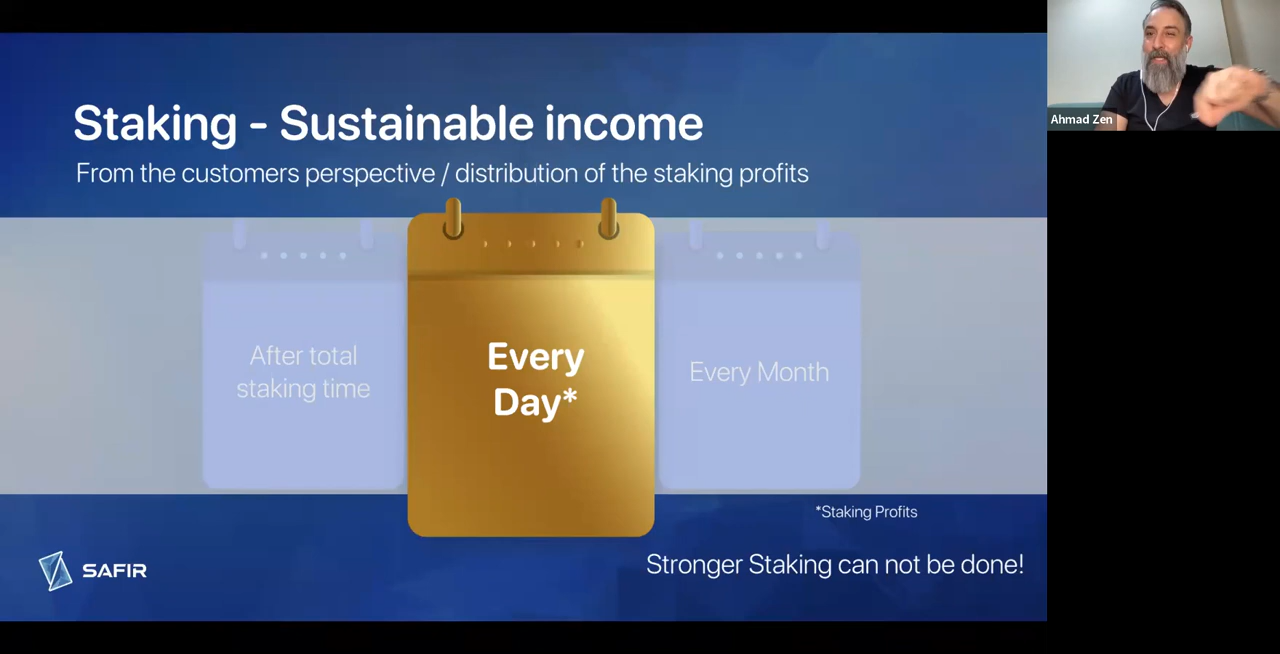 Staking - Sustainable income
From the customers perspective / distribution of the staking profits
After total
staking time
Every
Day*
Every Month
*Staking Profits
Stronger Staking can not be done!
SAFIR
Ahmad Zen